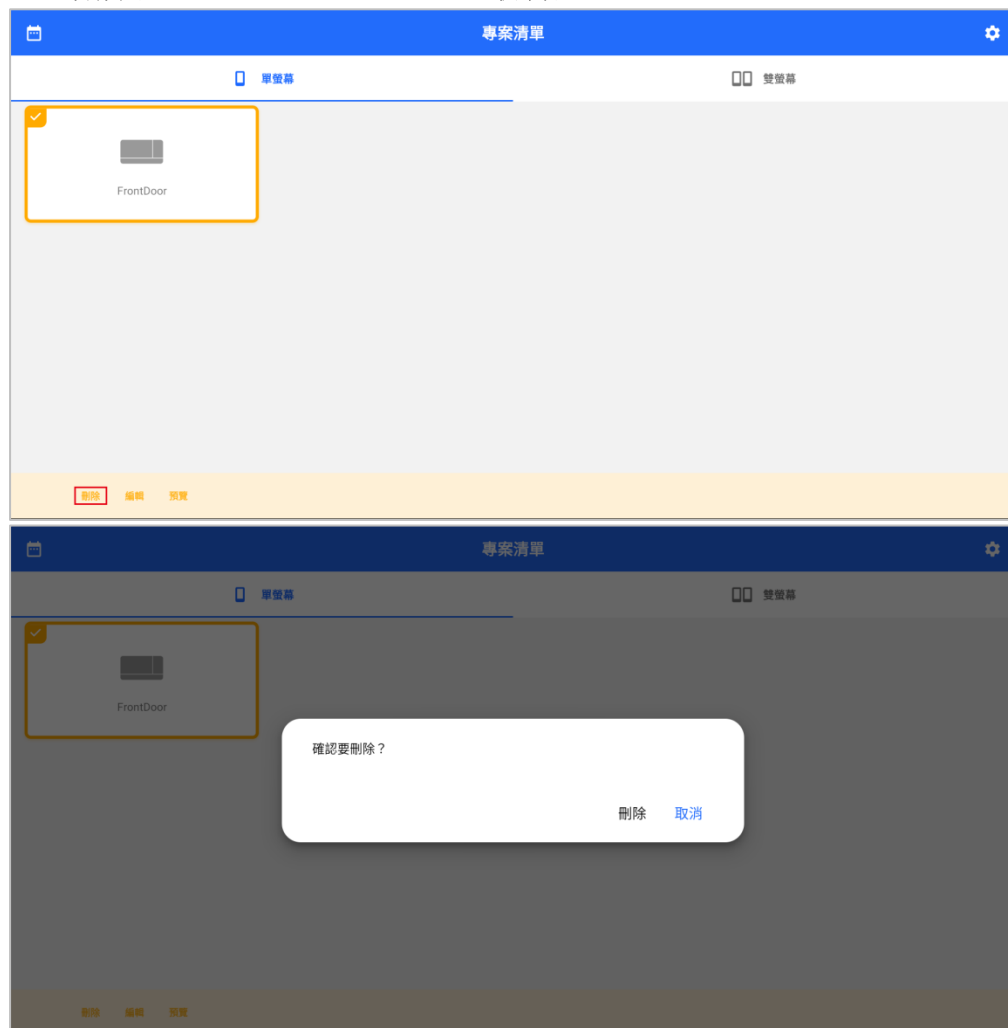 專案清單
單螢幕
雙螢幕
FrontDoor
刪除 編輯 預覽
專案清單
單螢幕
雙螢幕
FrontDoor
確認要刪除？
刪除 取消
刪除 編輯 預覽